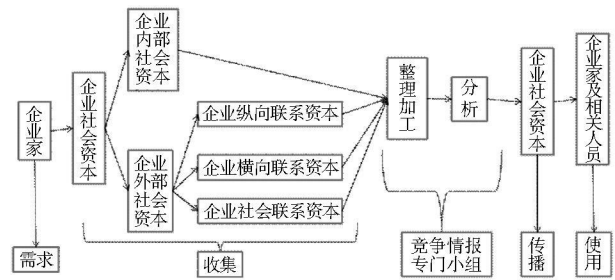 企业家
企业社会资本
企业
内部
社会
资本
企业
外部
社会
资本
企业纵向联系资本
企业横向联系资本
企业社会联系资本
整理加工
分析
企业社会资本
企业家及
相关人员
需求
收集
竞争情报
专门小组
传播
使用